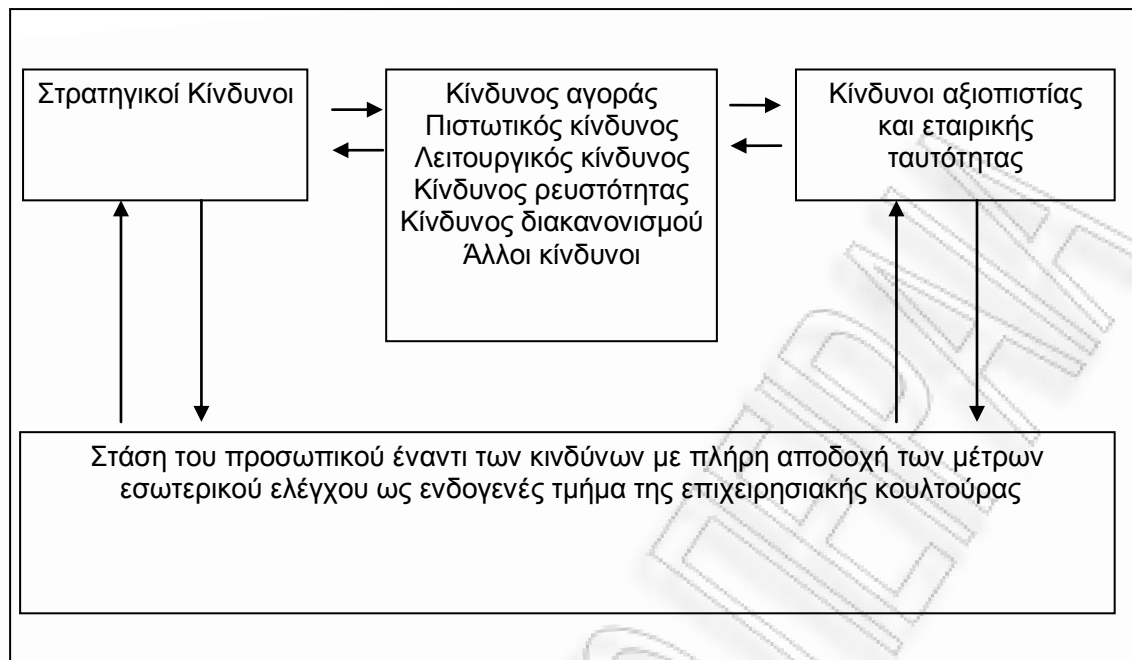 Στρατηγικοί Κίνδυνοι
Κίνδυνος αγοράς
Πιστωτικός κίνδυνος
Λειτουργικός κίνδυνος
Κίνδυνος ρευστότητας
Κίνδυνος διακανονισμού
Άλλοι κίνδυνοι
Κίνδυνοι αξιοπιστίας
και εταιρικής
ταυτότητας
Στάση του προσωπικού έναντι των κινδύνων με πλήρη αποδοχή των μέτρων
εσωτερικού ελέγχου ως ενδογενές τμήμα της επιχειρησιακής κουλτούρας